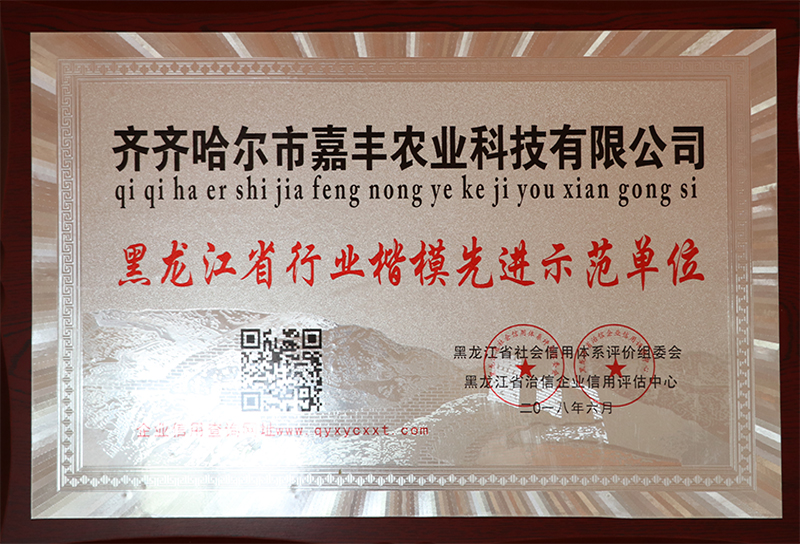 齐齐哈尔市嘉丰农业科技有限公司
qi qi ha er shi jia feng nong ye ke ji you xian gong si
黑龙江省行业楷模先进示范单位
黑龙江省社会信用体系评价组委会
黑龙江省治信企业信用评估中心
二〇一八年六月
企业信用查询网址www.qyxycxxt.com